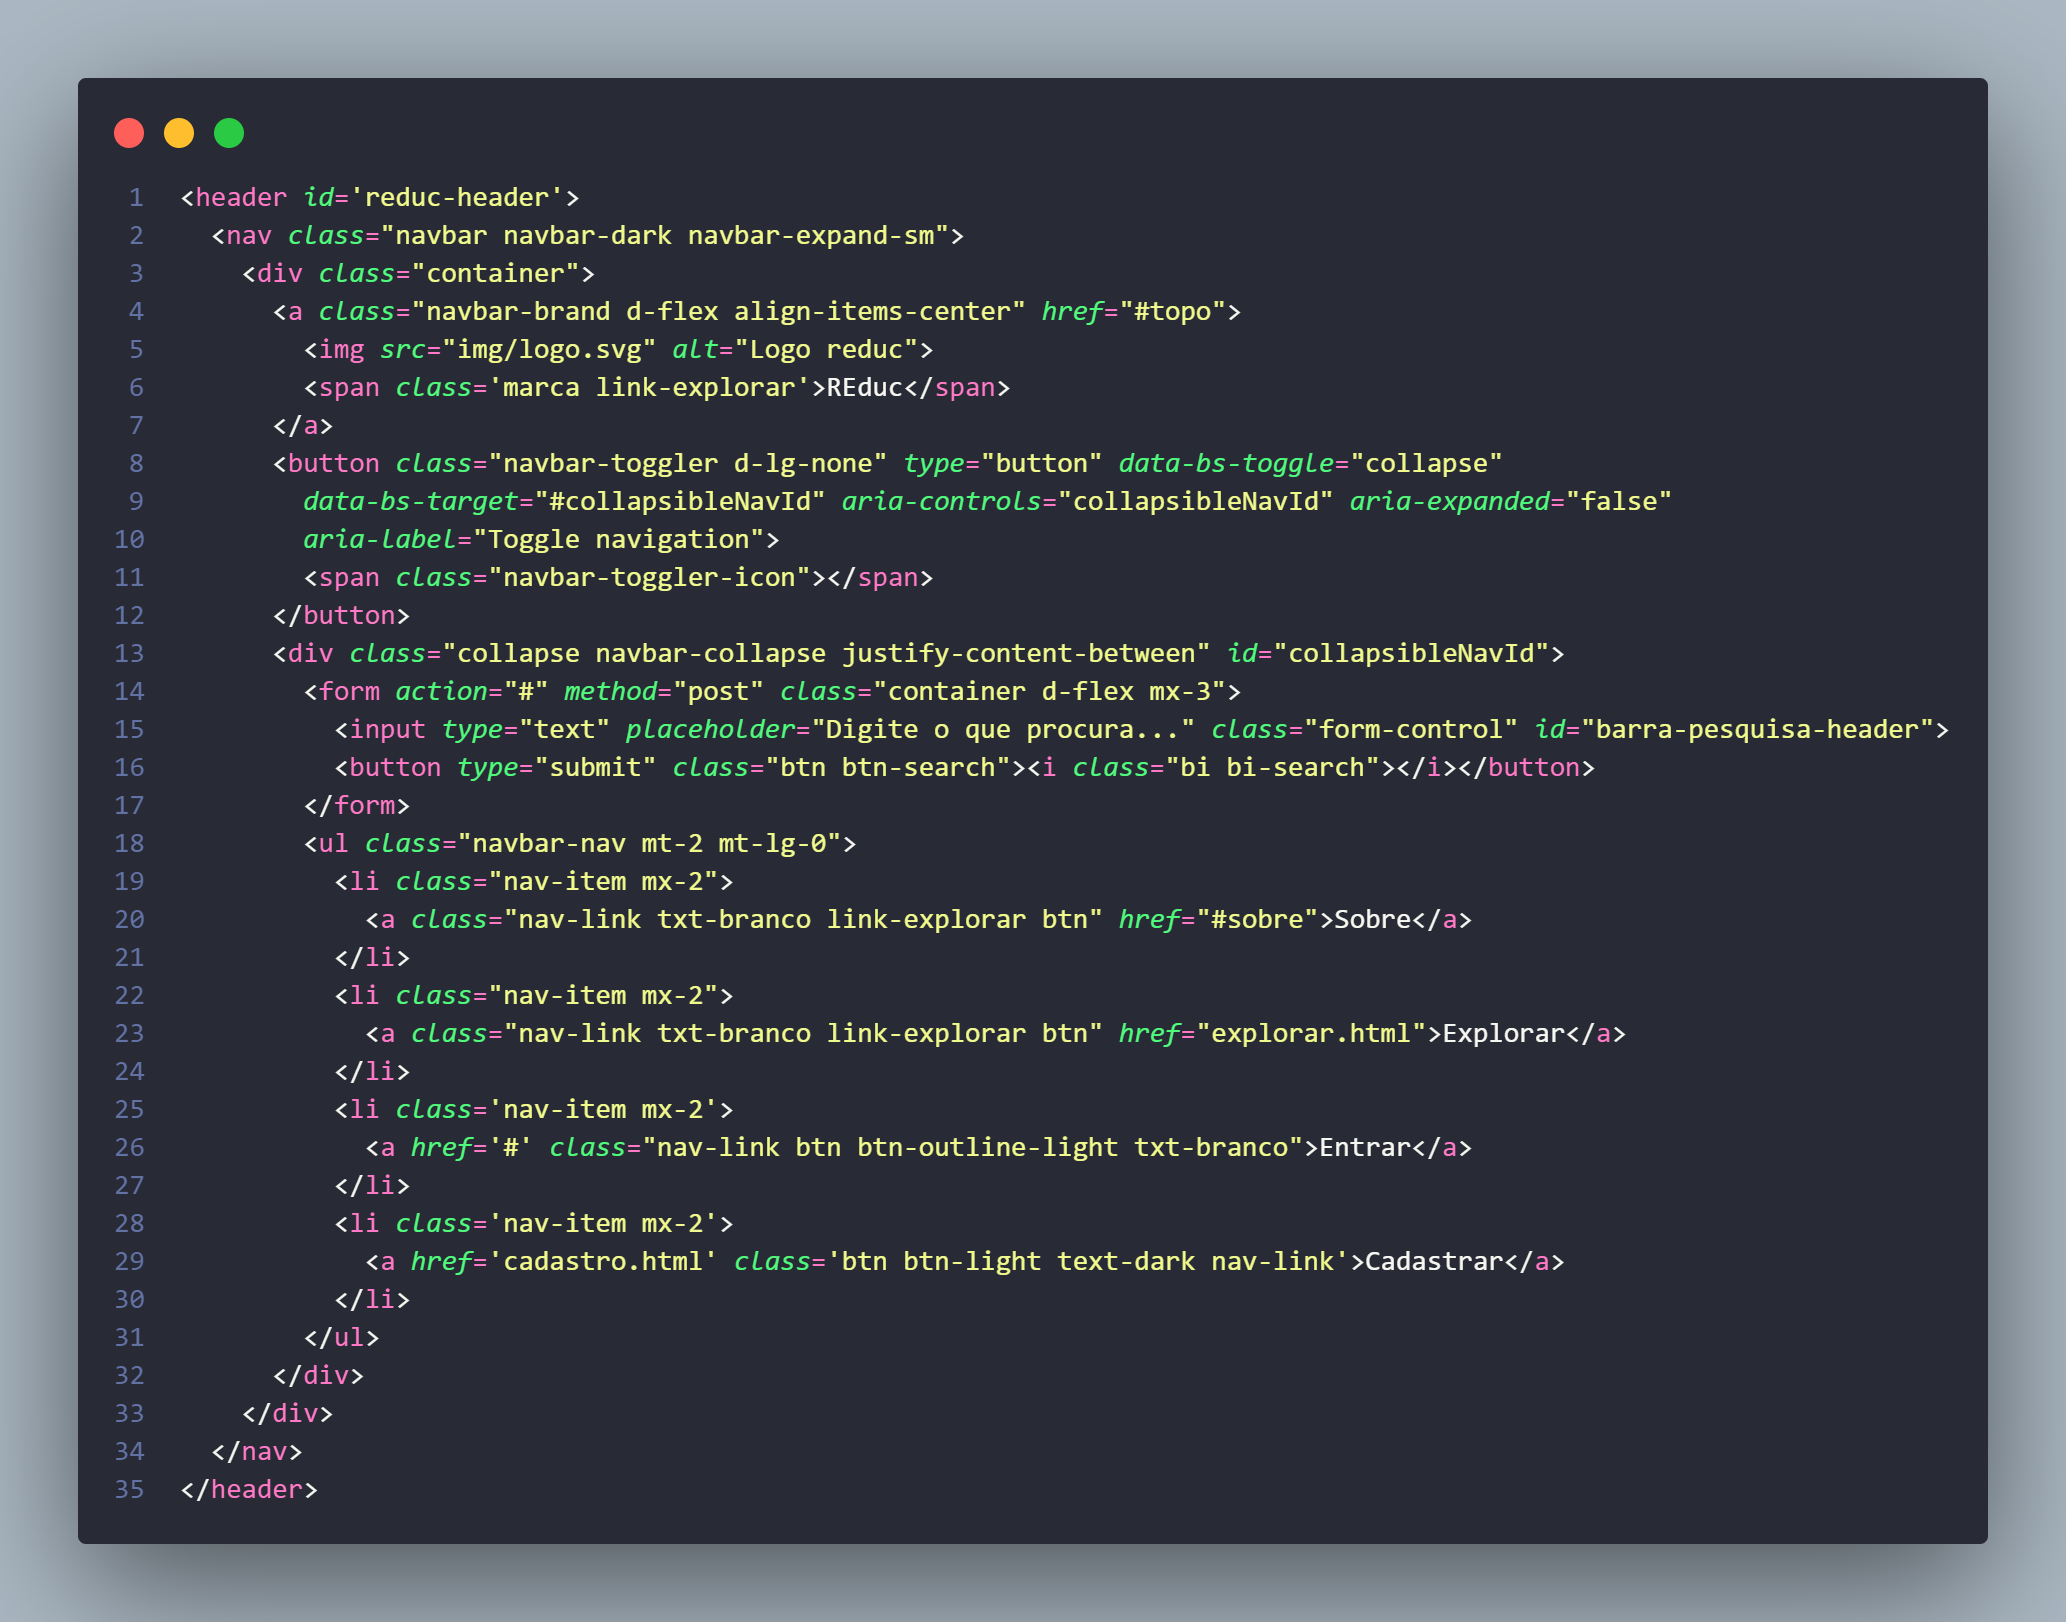 1 <header id='reduc-header'>
2   <nav class="navbar navbar-dark navbar-expand-sm">
3     <div class="container">
4       <a class="navbar-brand d-flex align-items-center" href="#topo">
5         <img src="img/logo.svg" alt="Logo reduc">
6         <span class='marca link-explorar'>REduc</span>
7       </a>
8       <button class="navbar-toggler d-lg-none" type="button" data-bs-toggle="collapse"
9         data-bs-target="#collapsibleNavId" aria-controls="collapsibleNavId" aria-expanded="false"
10         aria-label="Toggle navigation">
11         <span class="navbar-toggler-icon"></span>
12       </button>
13       <div class="collapse navbar-collapse justify-content-between" id="collapsibleNavId">
14         <form action="#" method="post" class="container d-flex mx-3">
15           <input type="text" placeholder="Digite o que procura..." class="form-control" id="barra-pesquisa-header">
16           <button type="submit" class="btn btn-search"><i class="bi bi-search"></i></button>
17         </form>
18         <ul class="navbar-nav mt-2 mt-lg-0">
19           <li class="nav-item mx-2">
20             <a class="nav-link txt-branco link-explorar btn" href="#sobre">Sobre</a>
21           </li>
22           <li class="nav-item mx-2">
23             <a class="nav-link txt-branco link-explorar btn" href="explorar.html">Explorar</a>
24           </li>
25           <li class='nav-item mx-2'>
26             <a href='#' class="nav-link btn btn-outline-light txt-branco">Entrar</a>
27           </li>
28           <li class='nav-item mx-2'>
29             <a href='cadastro.html' class='btn btn-light text-dark nav-link'>Cadastrar</a>
30           </li>
31         </ul>
32       </div>
33     </div>
34   </nav>
35 </header>